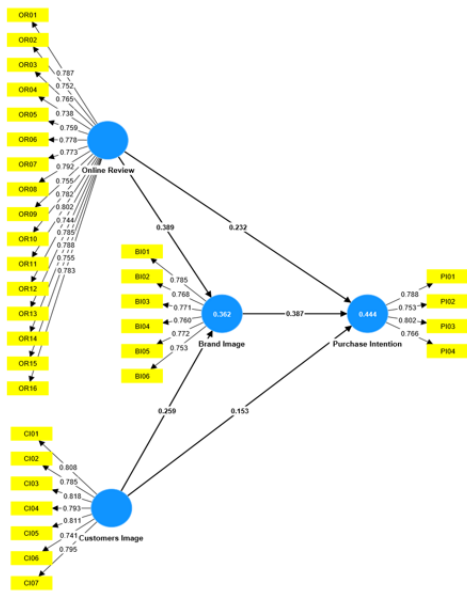 OR01
OR02
OR03
OR04
OR05
OR06
OR07
OR08
OR09
OR10
OR11
OR12
OR13
OR14
OR15
OR16
0.787
0.752
0.765
0.738
0.759
0.778
0.773
0.792
0.755
0.782
0.802
0.744
0.785
0.788
0.755
0.783
Online Review
0.389
0.232
BI01
BI02
BI03
BI04
BI05
BI06
0.785
0.768
0.771
0.760
0.772
0.753
0.362
Brand Image
0.387
0.444
Purchase Intention
0.788
0.753
0.802
0.766
PI01
PI02
PI03
PI04
0.259
0.153
CI01
CI02
CI03
CI04
CI05
CI06
CI07
0.808
0.785
0.818
0.793
0.811
0.741
0.795
Customers Image